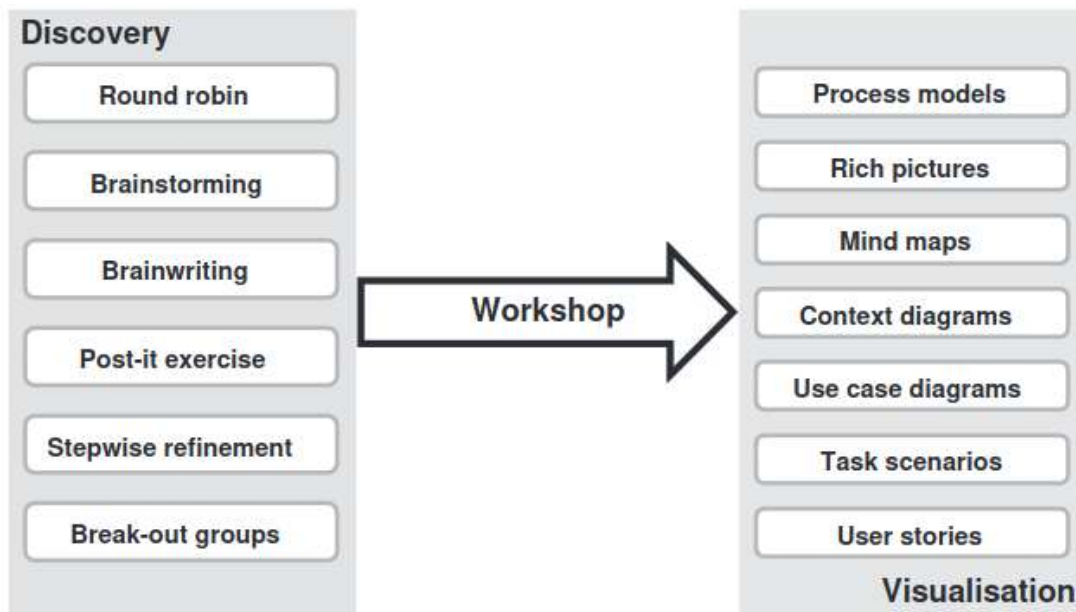 Discovery
Round robin
Brainstorming
Brainwriting
Post-it exercise
Stepwise refinement
Break-out groups
Workshop
Process models
Rich pictures
Mind maps
Context diagrams
Use case diagrams
Task scenarios
User stories
Visualisation